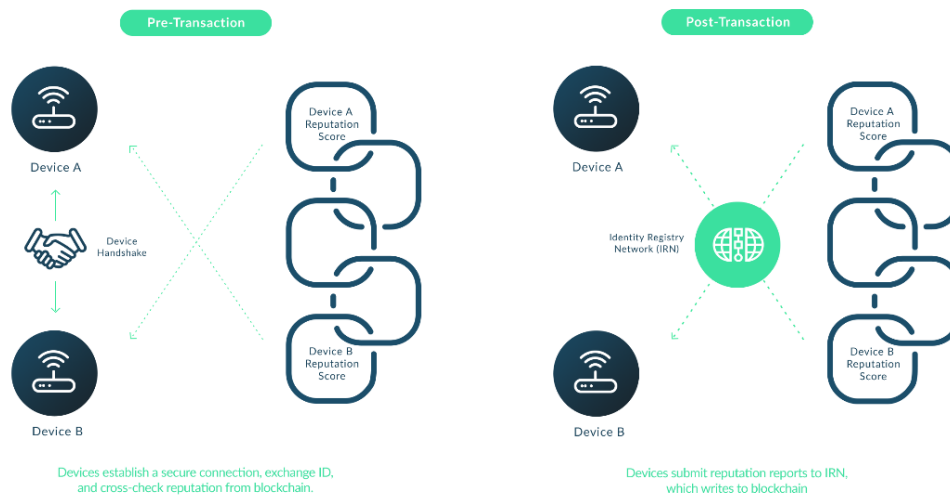 Pre-Transaction
Device A
Device
Handshake
Device B
Device A
Reputation
Score
Device B
Reputation
Score
Devices establish a secure connection, exchange ID,
and cross-check reputation from blockchain.
Post-Transaction
Device A
Identity Registry
Network (IRN)
Device B
Device A
Reputation
Score
Device B
Reputation
Score
Devices submit reputation reports to IRN,
which writes to blockchain